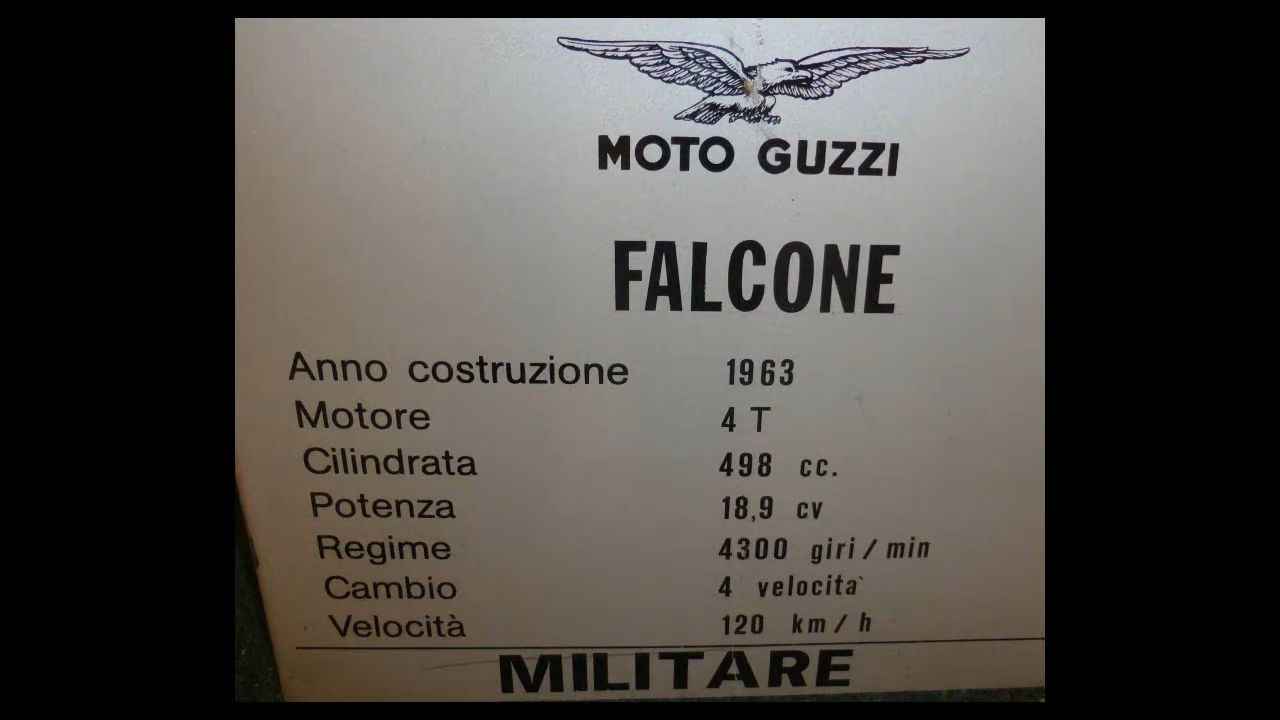 MOTO GUZZI
FALCONE
Anno costruzione 1963
Motore 4 T
Cilindrata 498 cc.
Potenza 18,9 cv
Regime 4300 giri / min
Cambio 4 velocità
Velocità 120 km / h
MILITARE